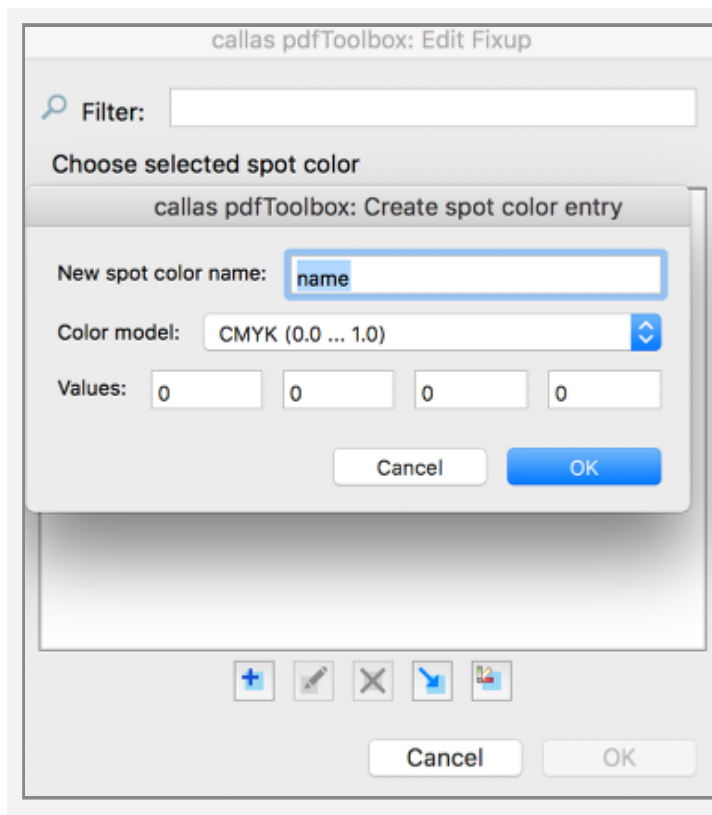 callas pdfToolbox: Edit Fixup
Filter:
Choose selected spot color
callas pdfToolbox: Create spot color entry
New spot color name: name
Color model: CMYK (0.0 ... 1.0)
Values: 0 0 0 0
Cancel OK
Cancel OK